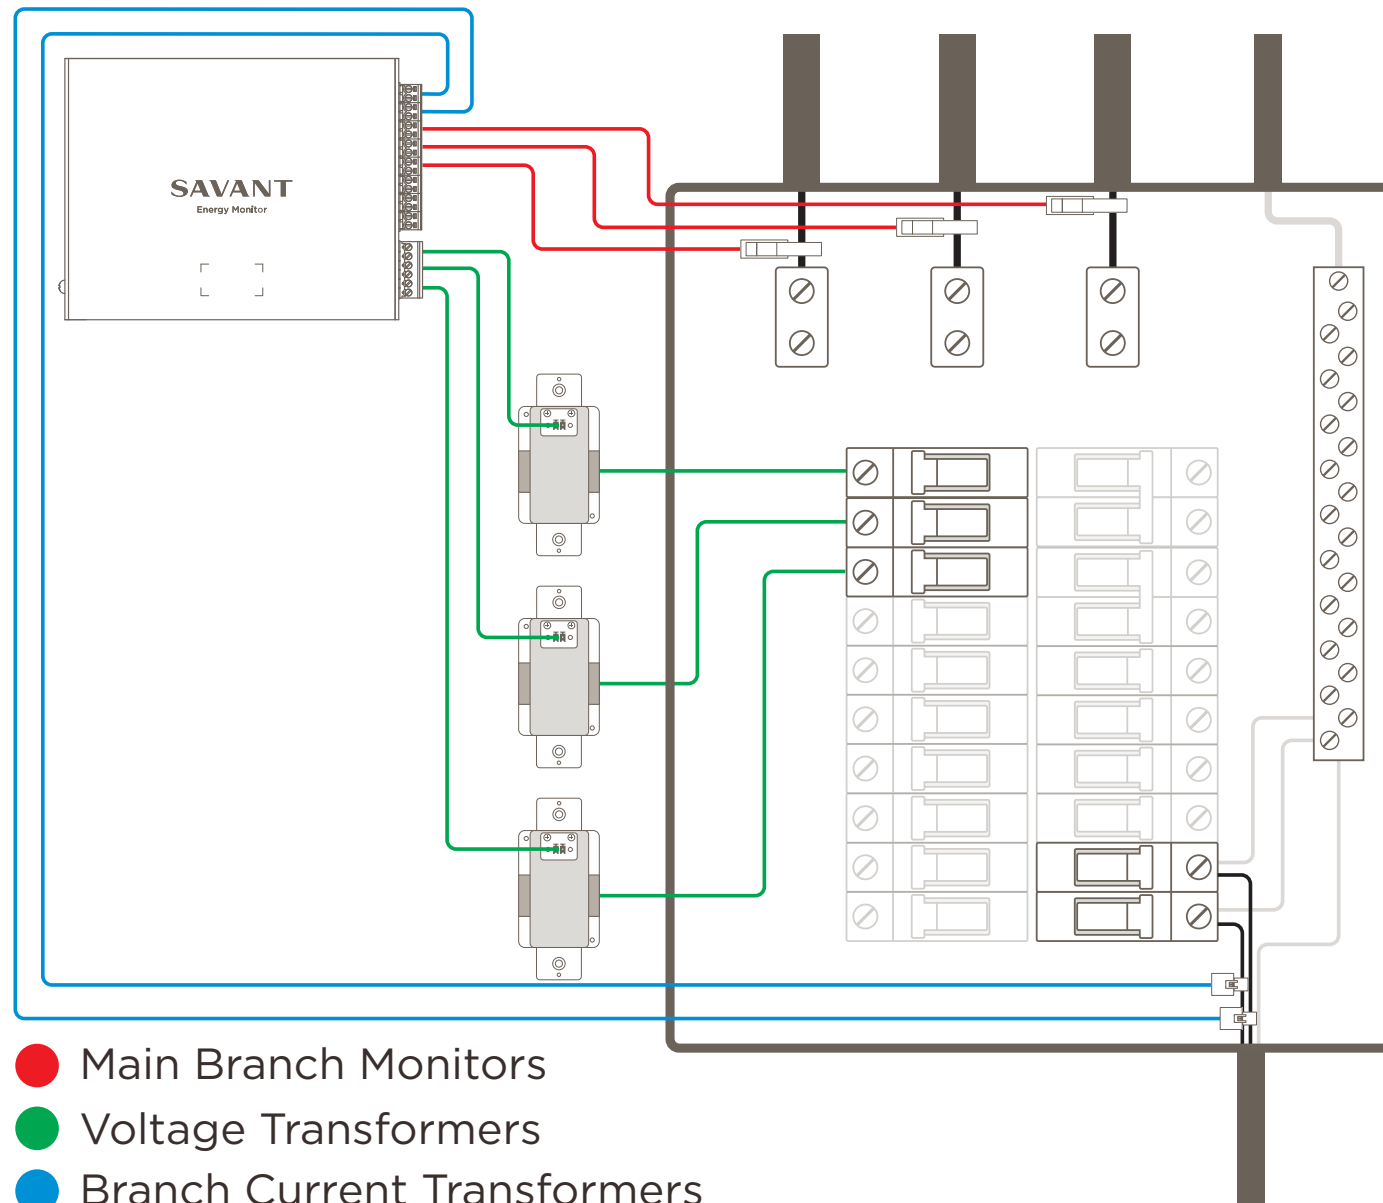 SAVANT
Energy Monitor
Main Branch Monitors
Voltage Transformers
Branch Current Transformers